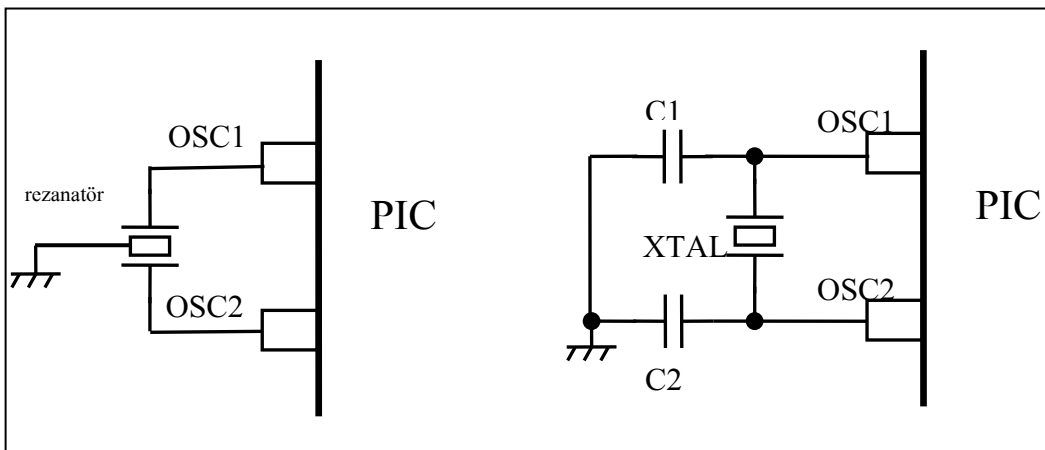 OSC1
rezanatör
PIC
OSC2
C1
OSC1
XTAL
PIC
OSC2
C2